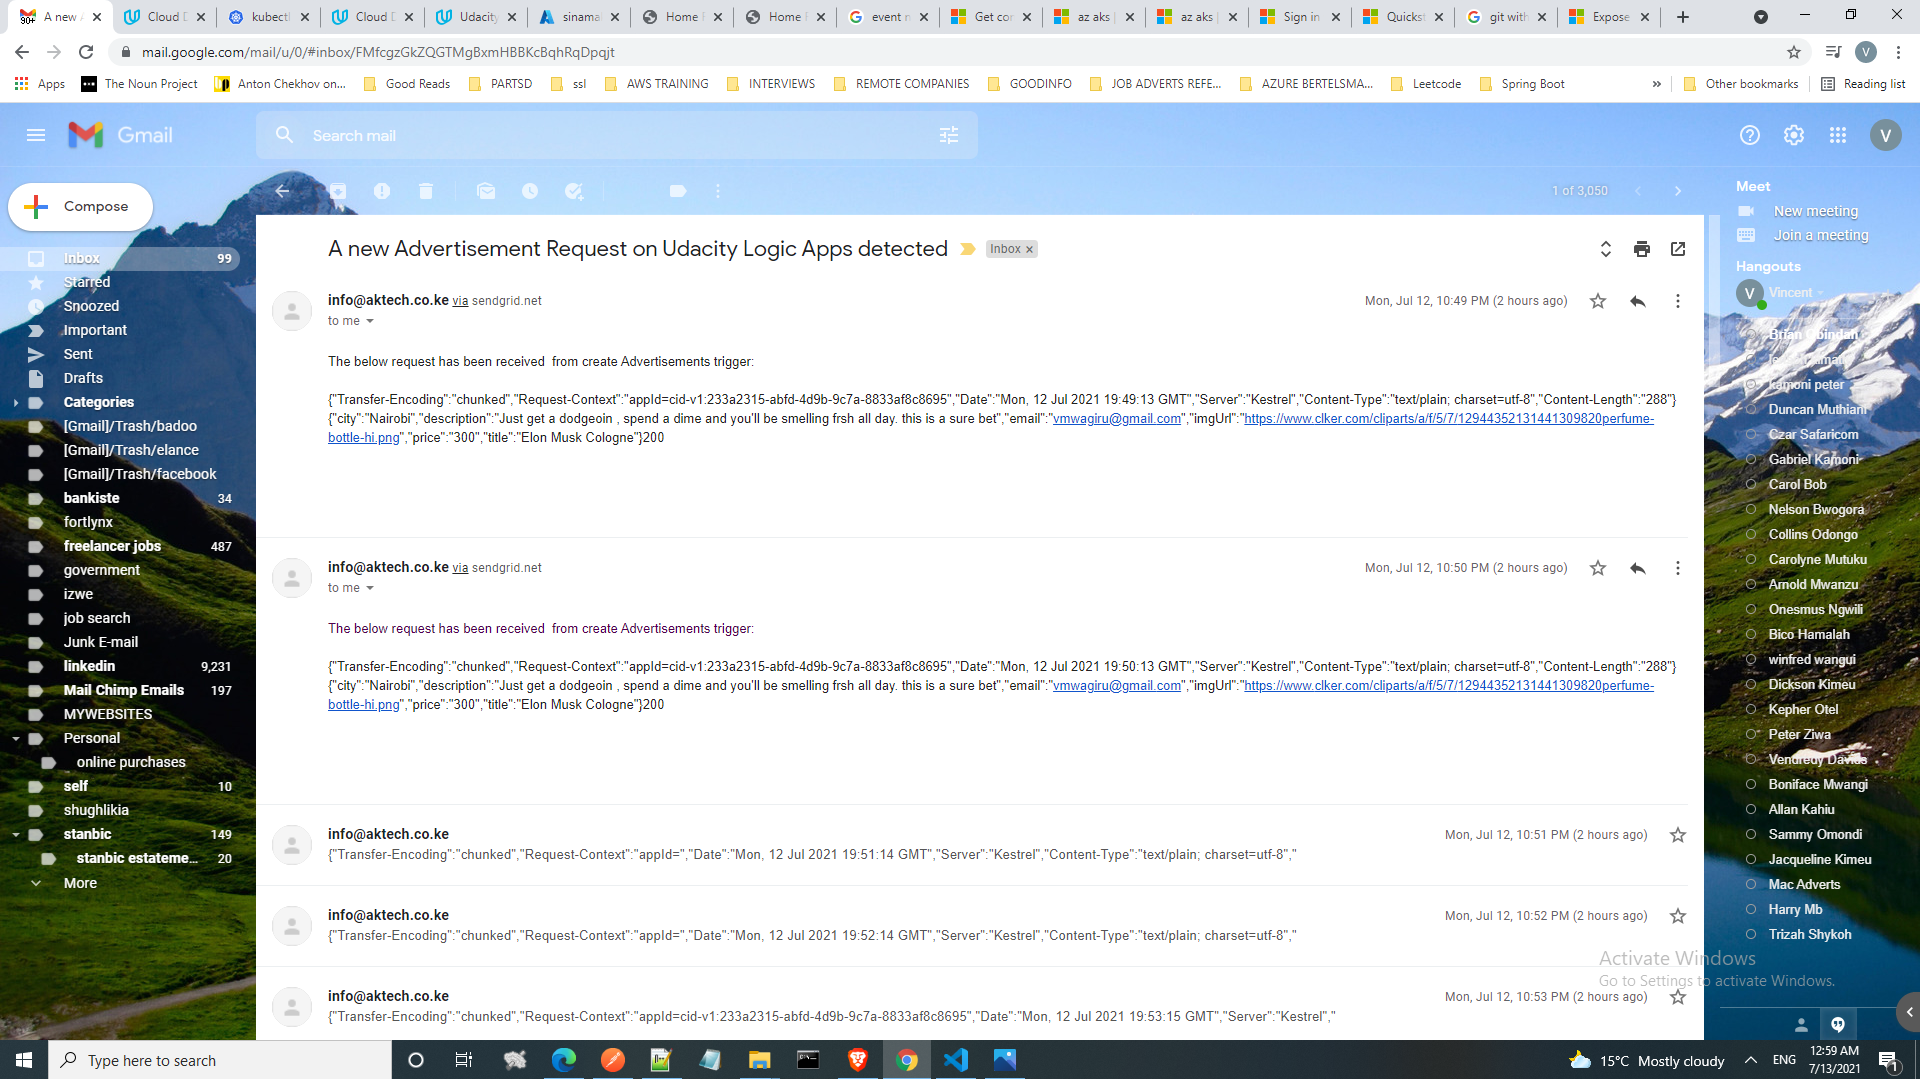 A new A
Cloud D
kubectl
Cloud D
Udacity
sinama
Home P
Home P
event n
Get cor
az aks |
az aks |
Sign in
Quickst
git with
Expose
mail.google.com/mail/u/0/#inbox/FMfcgzGkZQGTMgBxmHBBKcBqhRqDpqjt
V
Apps
The Noun Project
Anton Chekhov on...
Good Reads
PARTSD
ssl
AWS TRAINING
INTERVIEWS
REMOTE COMPANIES
GOODINFO
JOB ADVERTS REFE...
AZURE BERTELSMA...
Leetcode
Spring Boot
»
Other bookmarks
Reading list
Gmail
Search mail
V
Compose
1 of 3,050
Inbox 99
Starred
Snoozed
Important
Sent
Drafts
Categories
[Gmail]/Trash/badoo
[Gmail]/Trash/elance
[Gmail]/Trash/facebook
bankiste 34
fortlynx
freelancer jobs 487
government
izwe
job search
Junk E-mail
linkedin 9,231
Mail Chimp Emails 197
MYWEBSITES
Personal
online purchases
self 10
shughlikia
stanbic 149
stanbic estateme... 20
More
A new Advertisement Request on Udacity Logic Apps detected Inbox ×
info@aktech.co.ke via sendgrid.net Mon, Jul 12, 10:49 PM (2 hours ago)
to me
The below request has been received from create Advertisements trigger:
{"Transfer-Encoding":"chunked","Request-Context":"appId=cid-v1:233a2315-abfd-4d9b-9c7a-8833af8c8695","Date":"Mon, 12 Jul 2021 19:49:13 GMT","Server":"Kestrel","Content-Type":"text/plain; charset=utf-8","Content-Length":"288"}
{"city":"Nairobi","description":"Just get a dodgeoin , spend a dime and you'll be smelling frsh all day. this is a sure bet","email":"vmwagiru@gmail.com","imgUrl":"https://www.clker.com/cliparts/a/f/5/7/12944352131441309820perfume-
bottle-hi.png","price":"300","title":"Elon Musk Cologne"}200
info@aktech.co.ke via sendgrid.net Mon, Jul 12, 10:50 PM (2 hours ago)
to me
The below request has been received from create Advertisements trigger:
{"Transfer-Encoding":"chunked","Request-Context":"appId=cid-v1:233a2315-abfd-4d9b-9c7a-8833af8c8695","Date":"Mon, 12 Jul 2021 19:50:13 GMT","Server":"Kestrel","Content-Type":"text/plain; charset=utf-8","Content-Length":"288"}
{"city":"Nairobi","description":"Just get a dodgeoin , spend a dime and you'll be smelling frsh all day. this is a sure bet","email":"vmwagiru@gmail.com","imgUrl":"https://www.clker.com/cliparts/a/f/5/7/12944352131441309820perfume-
bottle-hi.png","price":"300","title":"Elon Musk Cologne"}200
info@aktech.co.ke Mon, Jul 12, 10:51 PM (2 hours ago)
{"Transfer-Encoding":"chunked","Request-Context":"appId=","Date":"Mon, 12 Jul 2021 19:51:14 GMT","Server":"Kestrel","Content-Type":"text/plain; charset=utf-8","
info@aktech.co.ke Mon, Jul 12, 10:52 PM (2 hours ago)
{"Transfer-Encoding":"chunked","Request-Context":"appId=","Date":"Mon, 12 Jul 2021 19:52:14 GMT","Server":"Kestrel","Content-Type":"text/plain; charset=utf-8","
info@aktech.co.ke Mon, Jul 12, 10:53 PM (2 hours ago)
{"Transfer-Encoding":"chunked","Request-Context":"appId=cid-v1:233a2315-abfd-4d9b-9c7a-8833af8c8695","Date":"Mon, 12 Jul 2021 19:53:15 GMT","Server":"Kestrel","
Meet
New meeting
Join a meeting
Hangouts
V Vincent
Brian Obindah
kamoni peter
Duncan Muthiani
Czar Safaricom
Gabriel Kamoni
Carol Bob
Nelson Bwogora
Collins Odongo
Carolyne Mutuku
Arnold Mwanzu
Onesmus Ngwili
Bico Hamalah
winfred wangui
Dickson Kimeu
Kepher Otel
Peter Ziwa
Vendredy Davids
Boniface Mwangi
Allan Kahiu
Sammy Omondi
Jacqueline Kimeu
Mac Adverts
Harry Mb
Trizah Shykoh
Activate Windows
Go to Settings to activate Windows.
Type here to search
15°C Mostly cloudy
ENG
12:59 AM
7/13/2021
1